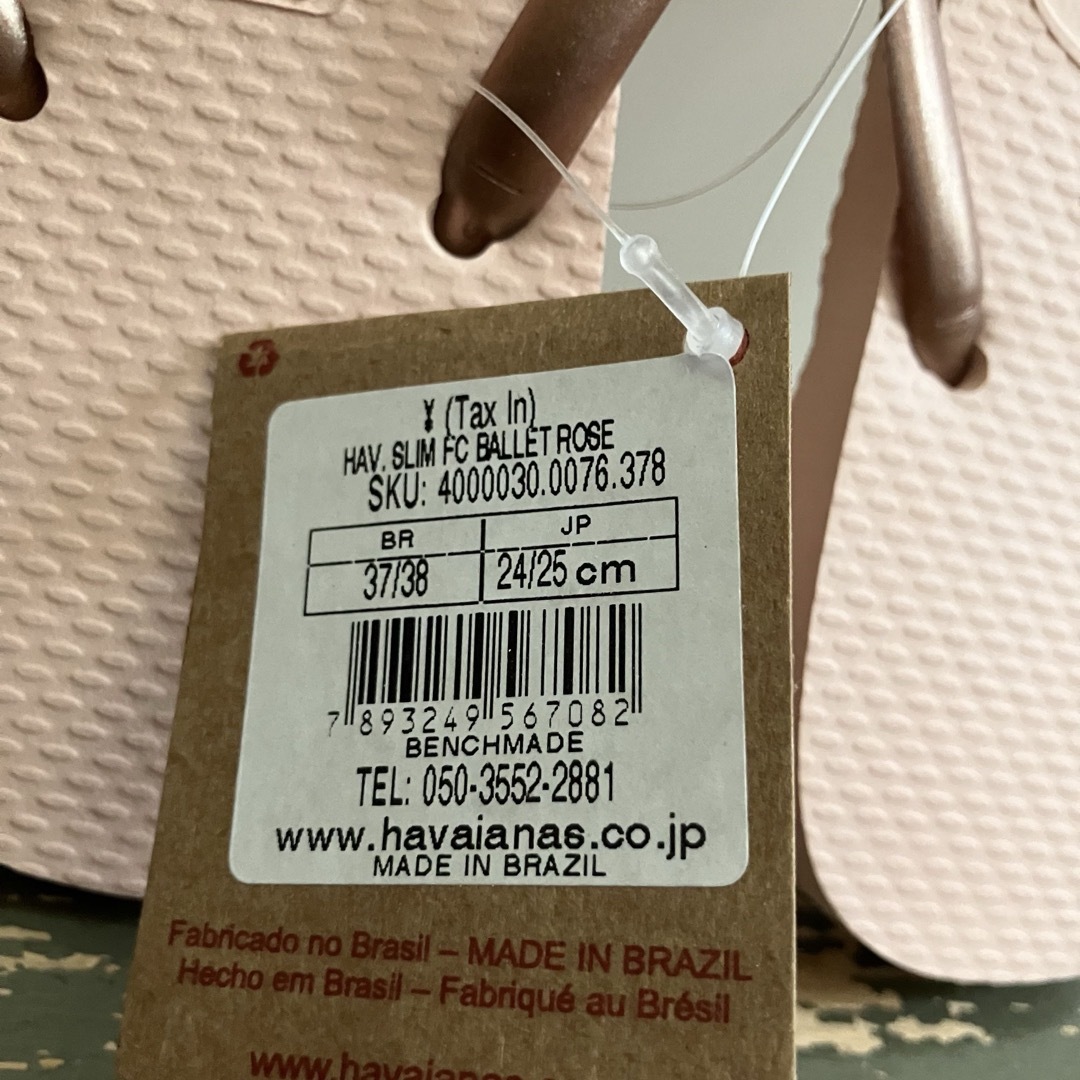 ¥ (Tax In)
HAV. SLIM FC BALLET ROSE
SKU: 4000030.0076.378
BR JP
37/38 24/25 cm
7 893249 567082
BENCHMADE
TEL: 050-3552-2881
www.havaianas.co.jp
MADE IN BRAZIL
Fabricado no Brasil – MADE IN BRAZIL
Hecho em Brasil – Fabriqué au Brésil